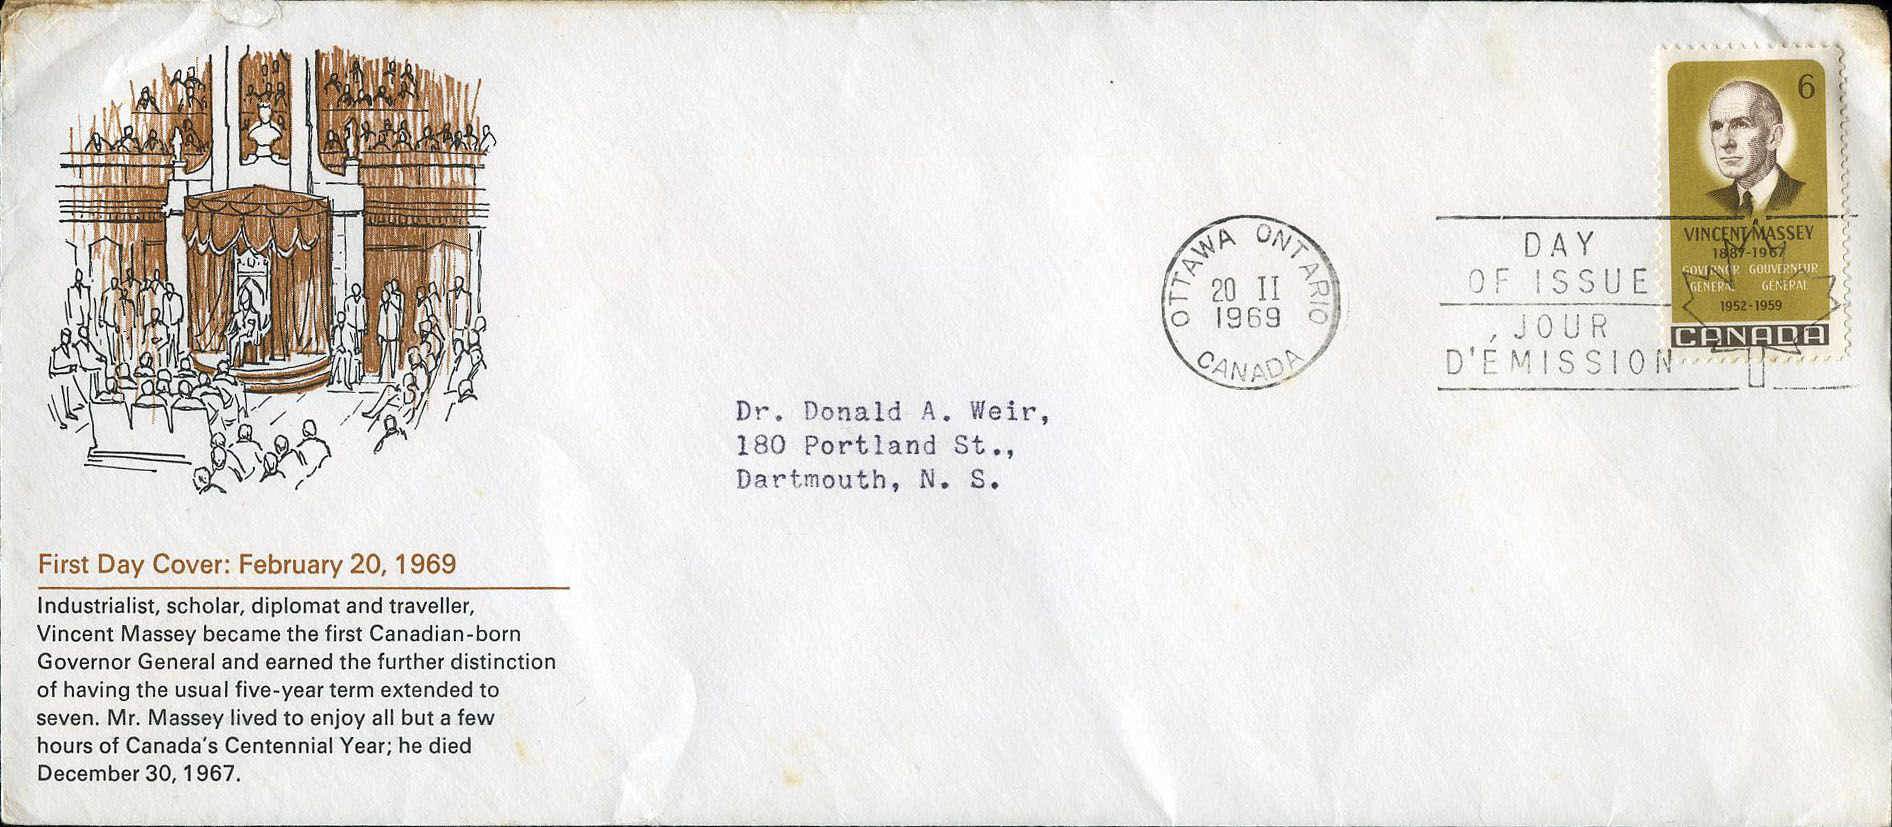 6
VINCENT MASSEY
1887-1967
GOVERNOR GOUVERNEUR
GENERAL GENERAL
1952-1959
CANADA
OTTAWA ONTARIO
20 II
1969
CANADA
DAY
OF ISSUE
JOUR
D'ÉMISSION
Dr. Donald A. Weir,
180 Portland St.,
Dartmouth, N. S.
First Day Cover: February 20, 1969
Industrialist, scholar, diplomat and traveller,
Vincent Massey became the first Canadian-born
Governor General and earned the further distinction
of having the usual five-year term extended to
seven. Mr. Massey lived to enjoy all but a few
hours of Canada's Centennial Year; he died
December 30, 1967.